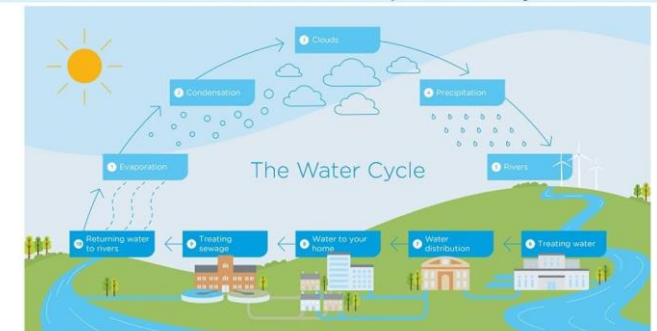 3 Clouds
2 Condensation
4 Precipitation
1 Evaporation
The Water Cycle
5 Rivers
10 Returning water
to rivers
9 Treating
sewage
8 Water to your
home
7 Water
distribution
6 Treating water